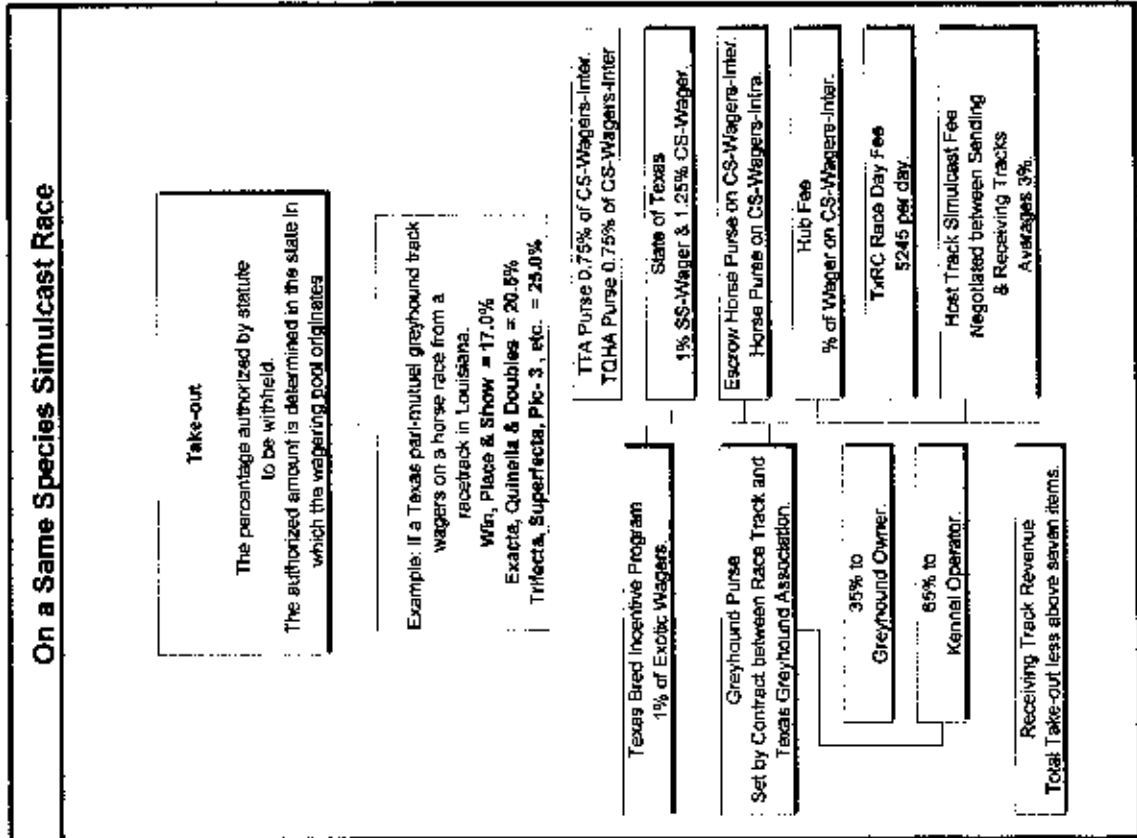 On a Same Species Simulcast Race
Take-out
The percentage authorized by statute
to be withheld.
The authorized amount is determined in the state in
which the wagering pool originates
Example: If a Texas pari-mutuel greyhound track
wagers on a horse race from a
racetrack in Louisiana.
Win, Place & Show = 17.0%
Exacta, Quinella & Doubles = 20.5%
Trifecta, Superfecta, Pic-3, etc. = 25.0%
Texas Bred Incentive Program
1% of Exotic Wagers
Greyhound Purse
Set by Contract between Race Track and
Texas Greyhound Association.
35% to
Greyhound Owner.
65% to
Kennel Operator.
Receiving Track Revenue
Total Take-out less above seven items.
TTA Purse 0.75% of CS-Wagers-Inter.
TQHA Purse 0.75% of CS-Wagers-Inter
State of Texas
1% SS-Wager & 1.25% CS-Wager.
Escrow Horse Purse on CS-Wagers-Inter.
Horse Purse on CS-Wagers-Intra.
Hub Fee
% of Wager on CS-Wagers-Inter.
TxRC Race Day Fee
5245 per day.
Host Track Simulcast Fee
Negotiated between Sending
& Receiving Tracks
Averages 3%.